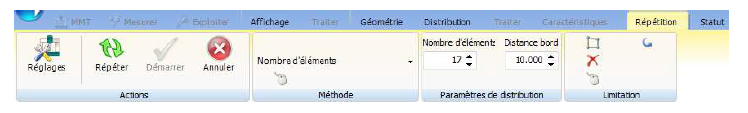 MMT Mesurer Exploiter Affichage Traiter Géométrie Distribution Traiter Caractéristiques Répétition Statut
Nombre d'éléments Distance bord
Nombre d'éléments 17 10.000
Réglages Répéter Démarrer Annuler
Actions Méthode Paramètres de distribution Limitation